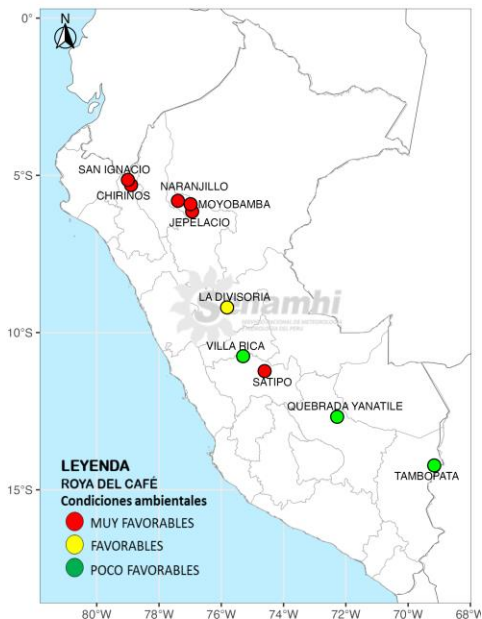 N
0°
SAN IGNACIO
5°S
CHIRINOS
NARANJILLO
MOYOBAMBA
JEPELACIO
LA DIVISORIA
Senamhi
10°S
VILLA RICA
SATIPO
QUEBRADA YANATILE
TAMBOPATA
LEYENDA
ROYA DEL CAFÉ
Condiciones ambientales
MUY FAVORABLES
FAVORABLES
POCO FAVORABLES
15°S
80°W 78°W 76°W 74°W 72°W 70°W 68°W